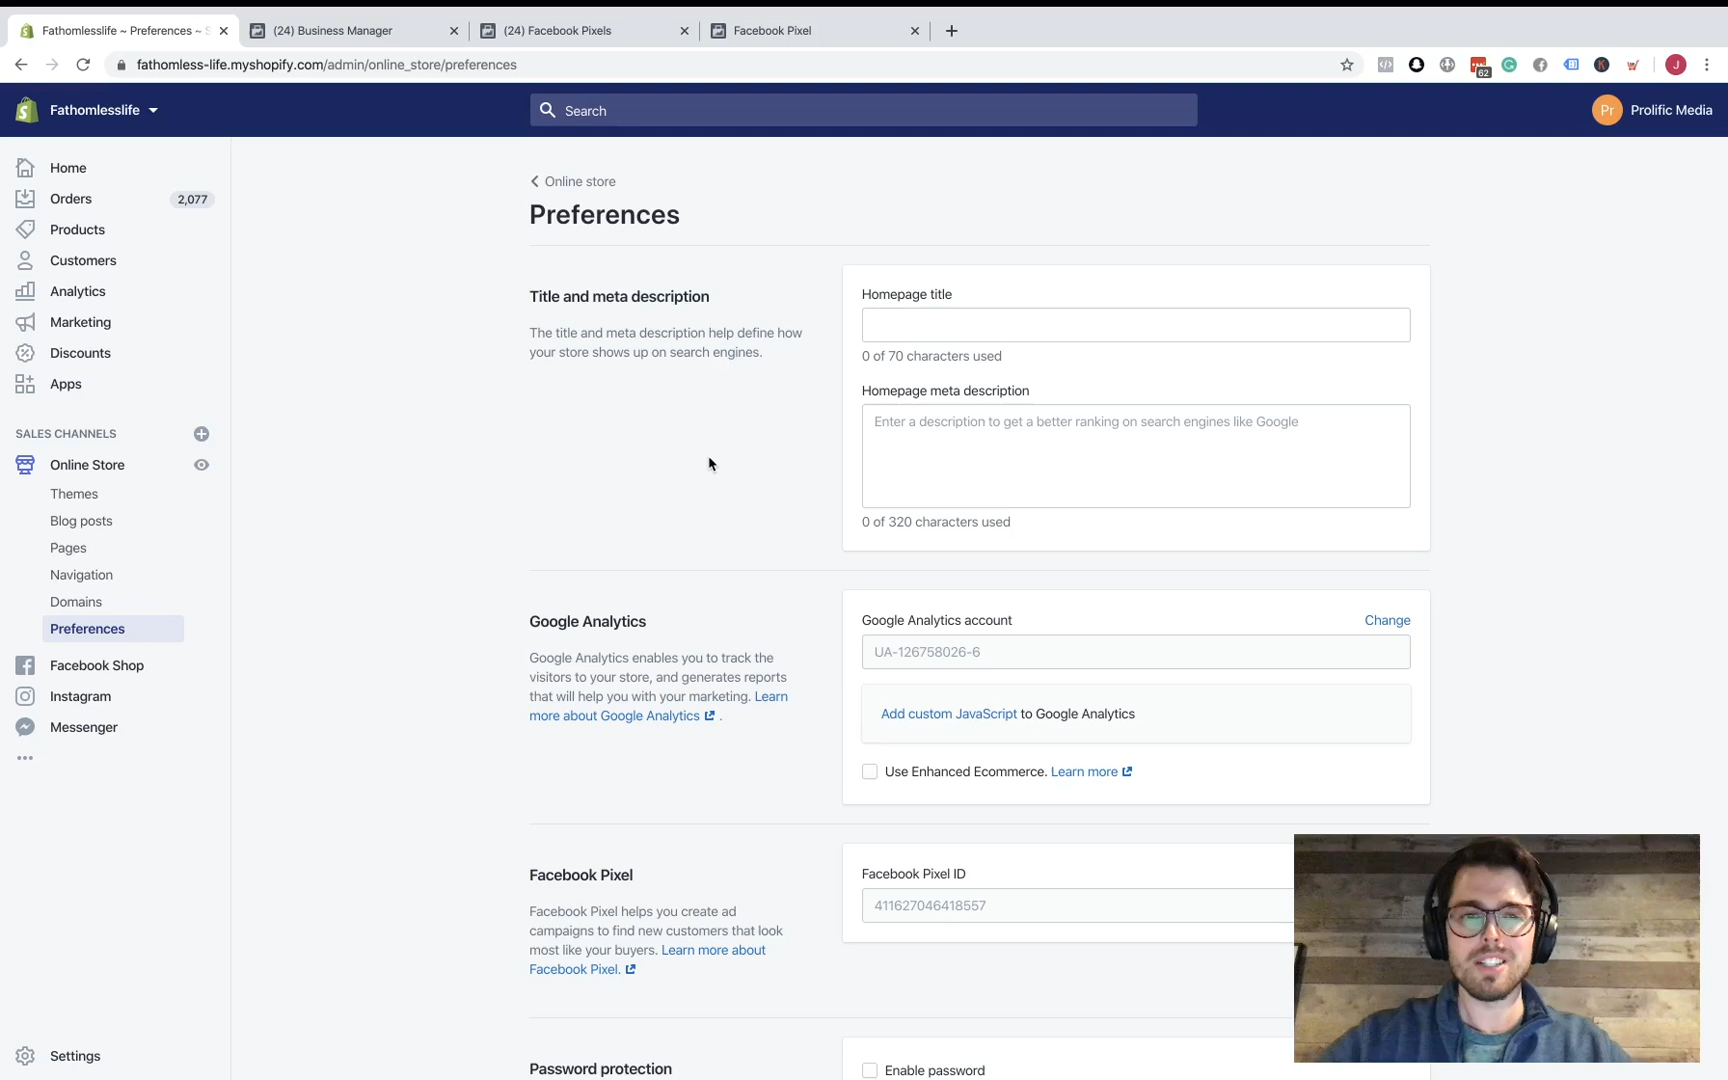 Fathomlesslife ~ Preferences ~ S
(24) Business Manager
(24) Facebook Pixels
Facebook Pixel
fathomless-life.myshopify.com/admin/online_store/preferences
62
J
Fathomlesslife
Search
Pr
Prolific Media
Home
Orders
2,077
Products
Customers
Analytics
Marketing
Discounts
Apps
SALES CHANNELS
Online Store
Themes
Blog posts
Pages
Navigation
Domains
Preferences
Facebook Shop
Instagram
Messenger
Settings
Online store
Preferences
Title and meta description
The title and meta description help define how
your store shows up on search engines.
Homepage title
0 of 70 characters used
Homepage meta description
Enter a description to get a better ranking on search engines like Google
0 of 320 characters used
Google Analytics
Google Analytics enables you to track the
visitors to your store, and generates reports
that will help you with your marketing. Learn
more about Google Analytics .
Google Analytics account
Change
UA-126758026-6
Add custom JavaScript to Google Analytics
Use Enhanced Ecommerce. Learn more
Facebook Pixel
Facebook Pixel helps you create ad
campaigns to find new customers that look
most like your buyers. Learn more about
Facebook Pixel.
Facebook Pixel ID
411627046418557
Password protection
Enable password